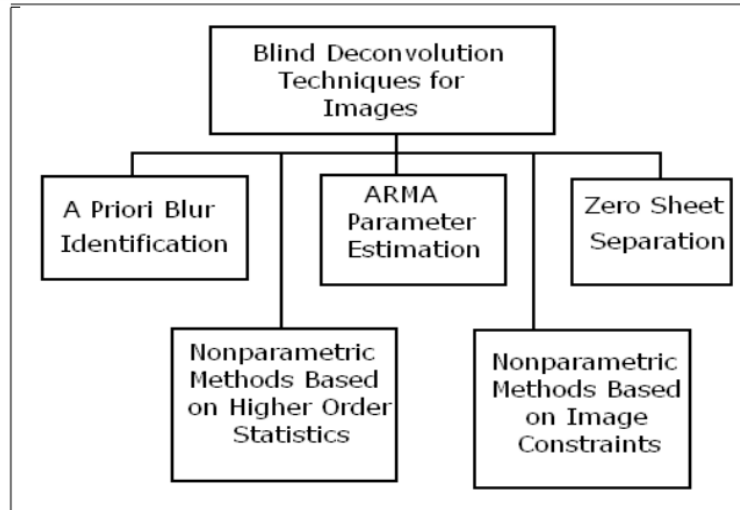 Blind Deconvolution
Techniques for
Images
A Priori Blur
Identification
ARMA
Parameter
Estimation
Zero Sheet
Separation
Nonparametric
Methods Based
on Higher Order
Statistics
Nonparametric
Methods Based
on Image
Constraints